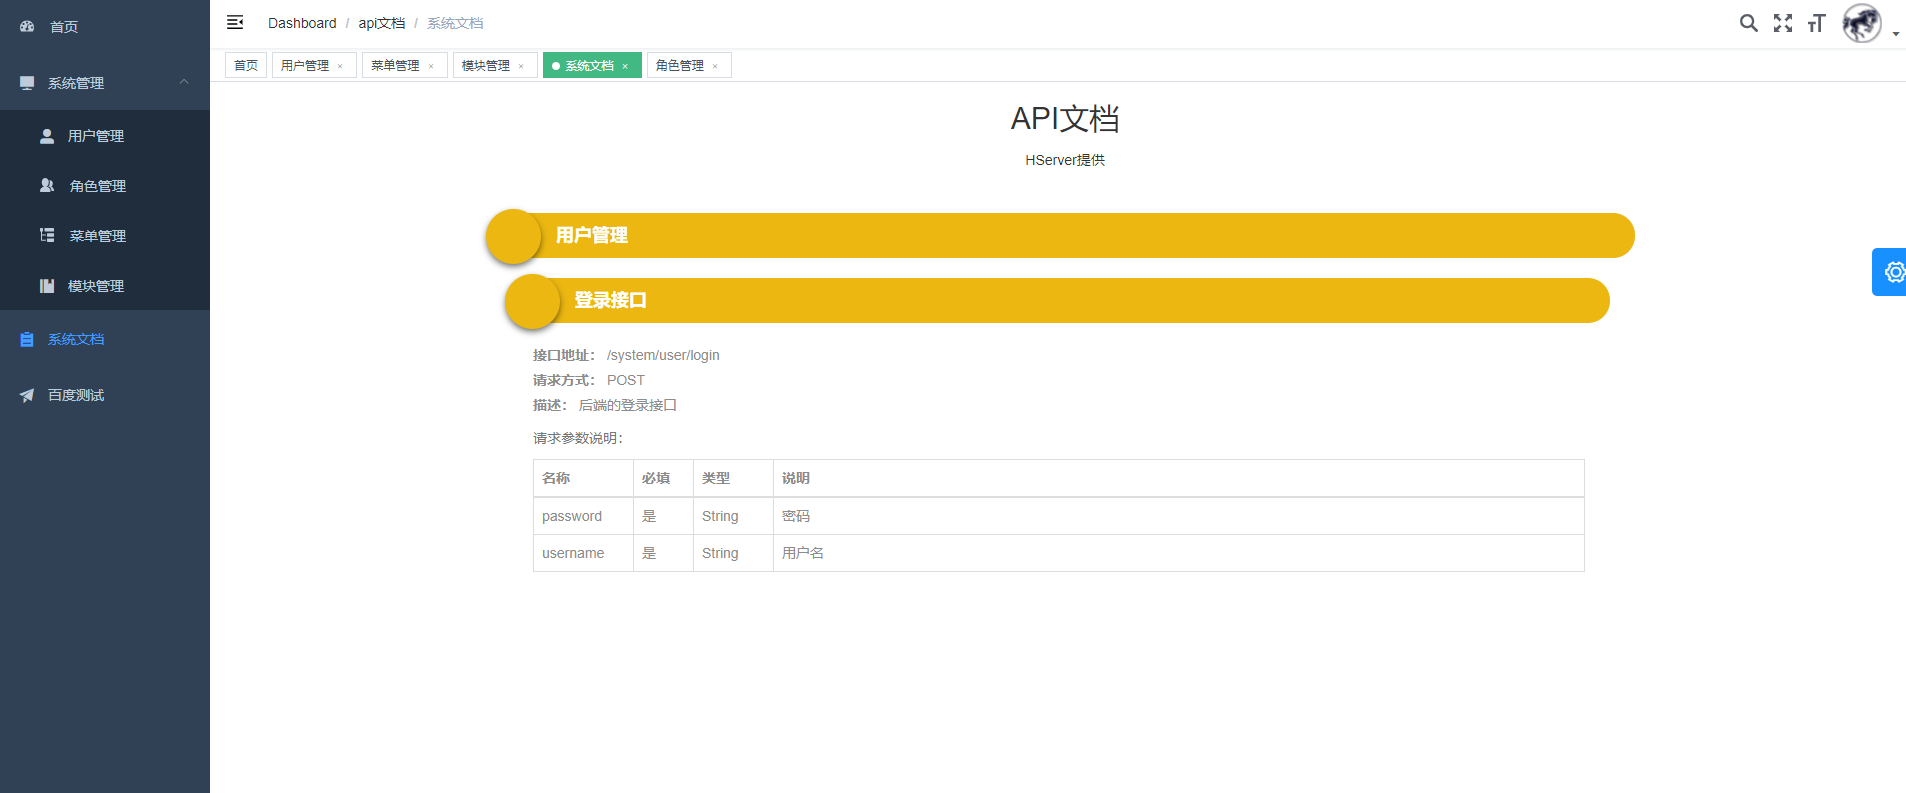 首页
系统管理
用户管理
角色管理
菜单管理
模块管理
系统文档
百度测试
Dashboard / api文档 / 系统文档
首页 用户管理 × 菜单管理 × 模块管理 × 系统文档 × 角色管理 ×
API文档
HServer提供
用户管理
登录接口
接口地址: /system/user/login
请求方式: POST
描述: 后端的登录接口
请求参数说明:
名称 必填 类型 说明
password 是 String 密码
username 是 String 用户名